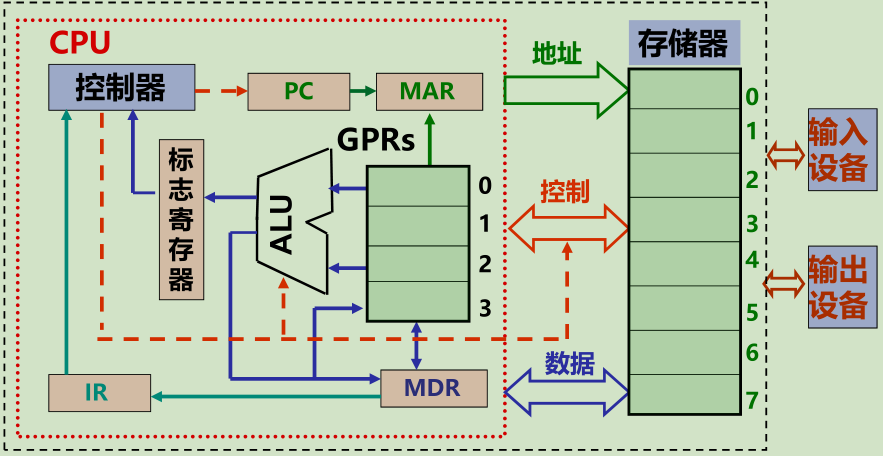 CPU
控制器
PC
MAR
地址
存储器
0
1
2
3
4
5
6
7
输入
设备
输出
设备
GPRs
0
1
2
3
标
志
寄
存
器
ALU
控制
数据
IR
MDR